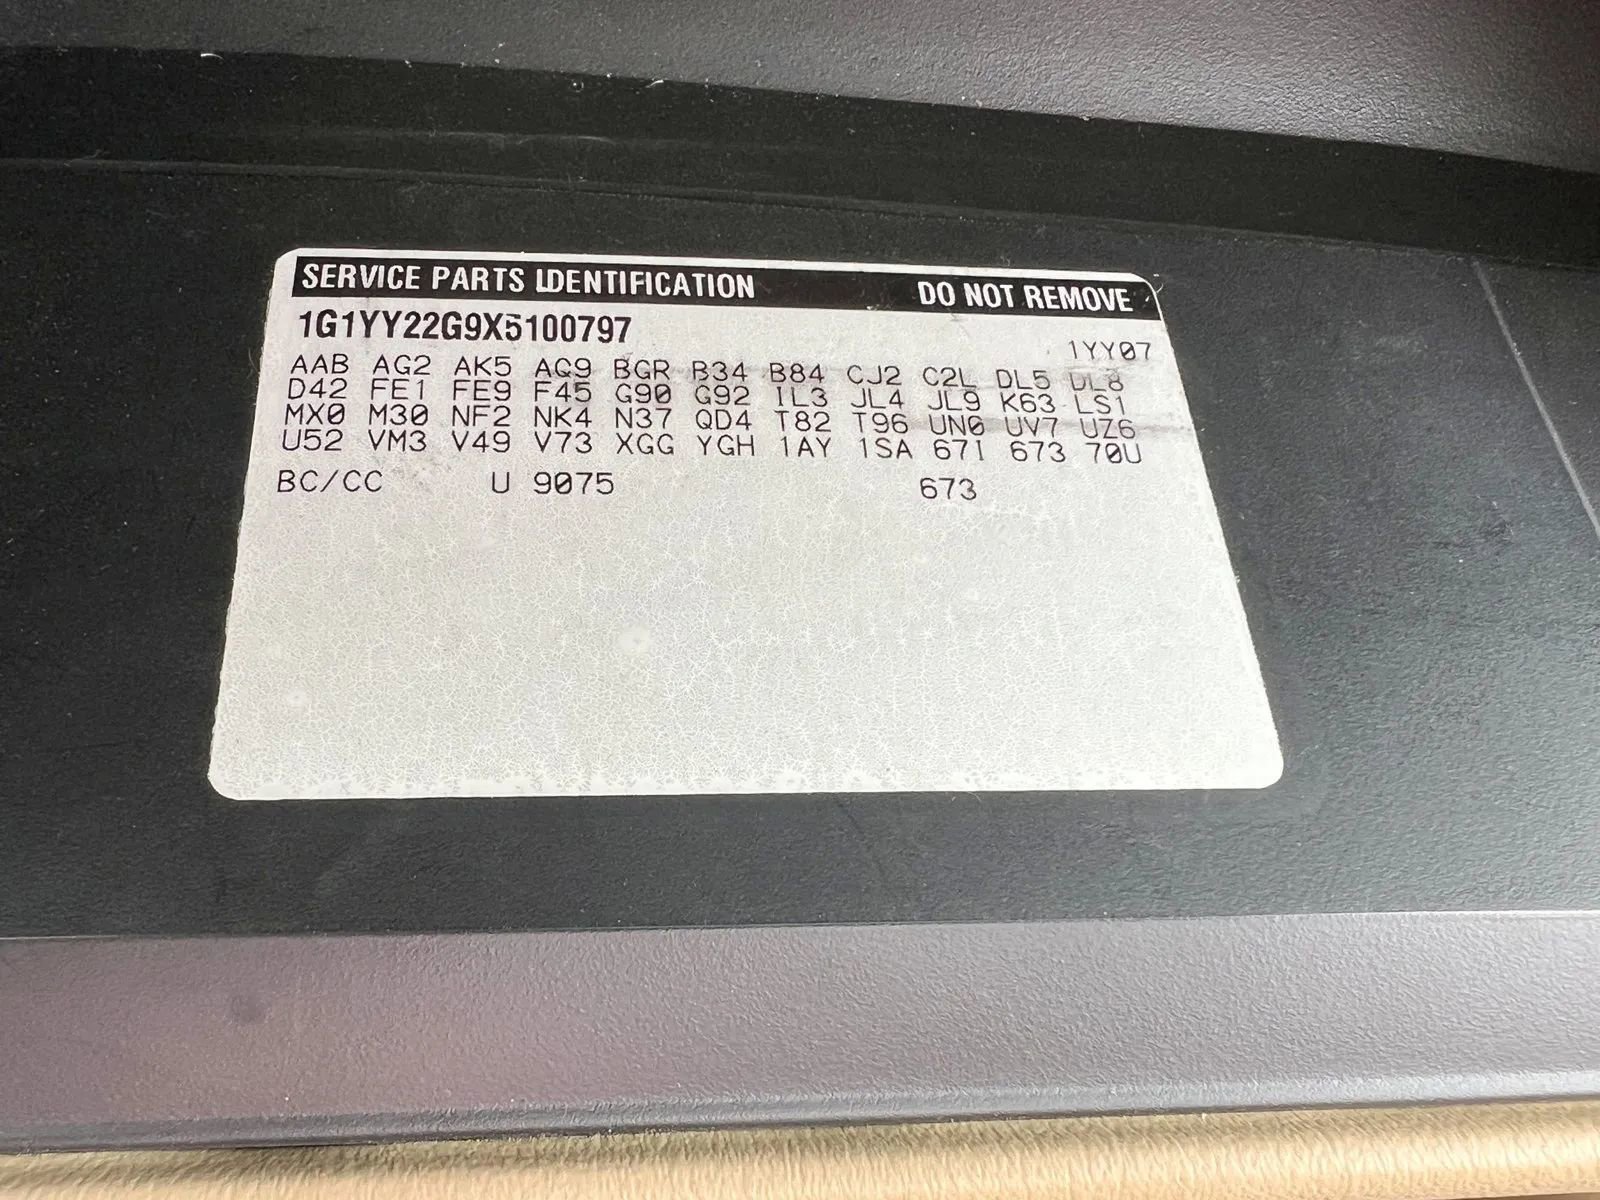 SERVICE PARTS IDENTIFICATION DO NOT REMOVE
1G1YY22G9X5100797
1YY07
AAB AG2 AK5 AG9 BGR B34 B84 CJ2 C2L DL5 DL8
D42 FE1 FE9 F45 G90 G92 IL3 JL4 JL9 K63 LS1
MX0 M30 NF2 NK4 N37 QD4 T82 T96 UN0 UV7 UZ6
U52 VM3 V49 V73 XGG YGH 1AY 1SA 671 673 70U
BC/CC U 9075 673